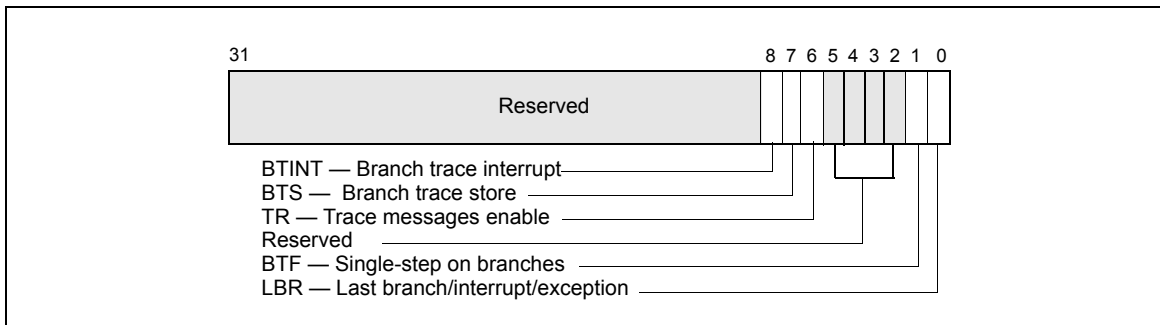 31 8 7 6 5 4 3 2 1 0
Reserved
BTINT — Branch trace interrupt
BTS — Branch trace store
TR — Trace messages enable
Reserved
BTF — Single-step on branches
LBR — Last branch/interrupt/exception